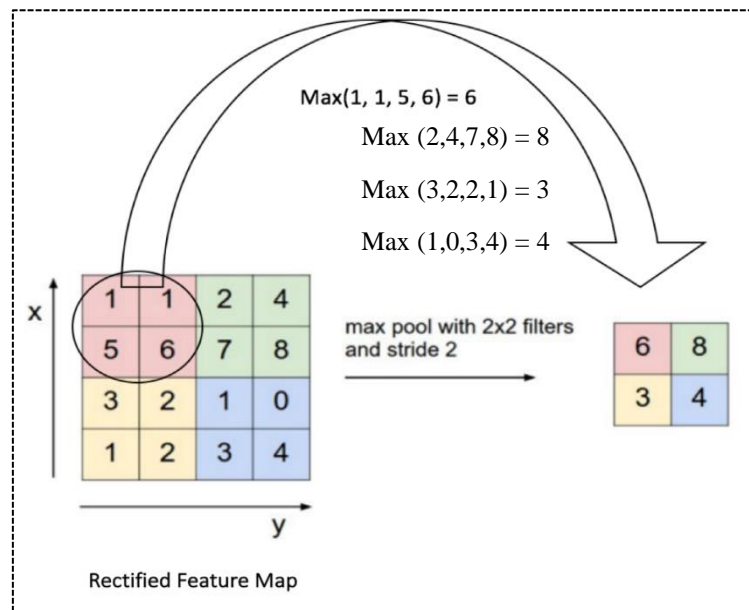 Max(1, 1, 5, 6) = 6
Max (2,4,7,8) = 8
Max (3,2,2,1) = 3
Max (1,0,3,4) = 4
x
1 1 2 4
5 6 7 8
3 2 1 0
1 2 3 4
y
max pool with 2x2 filters
and stride 2
6 8
3 4
Rectified Feature Map